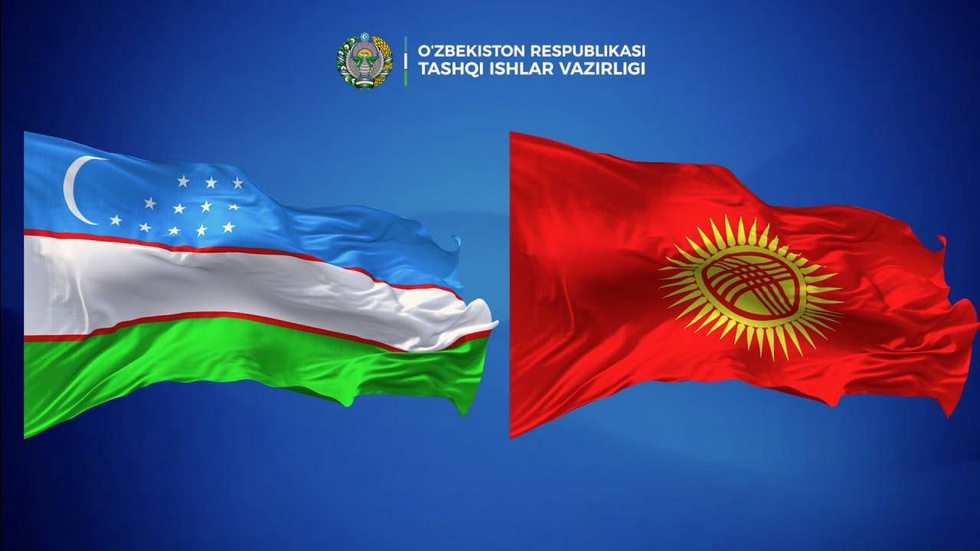 O'ZBEKISTON RESPUBLIKASI
TASHQI ISHLAR VAZIRLIGI